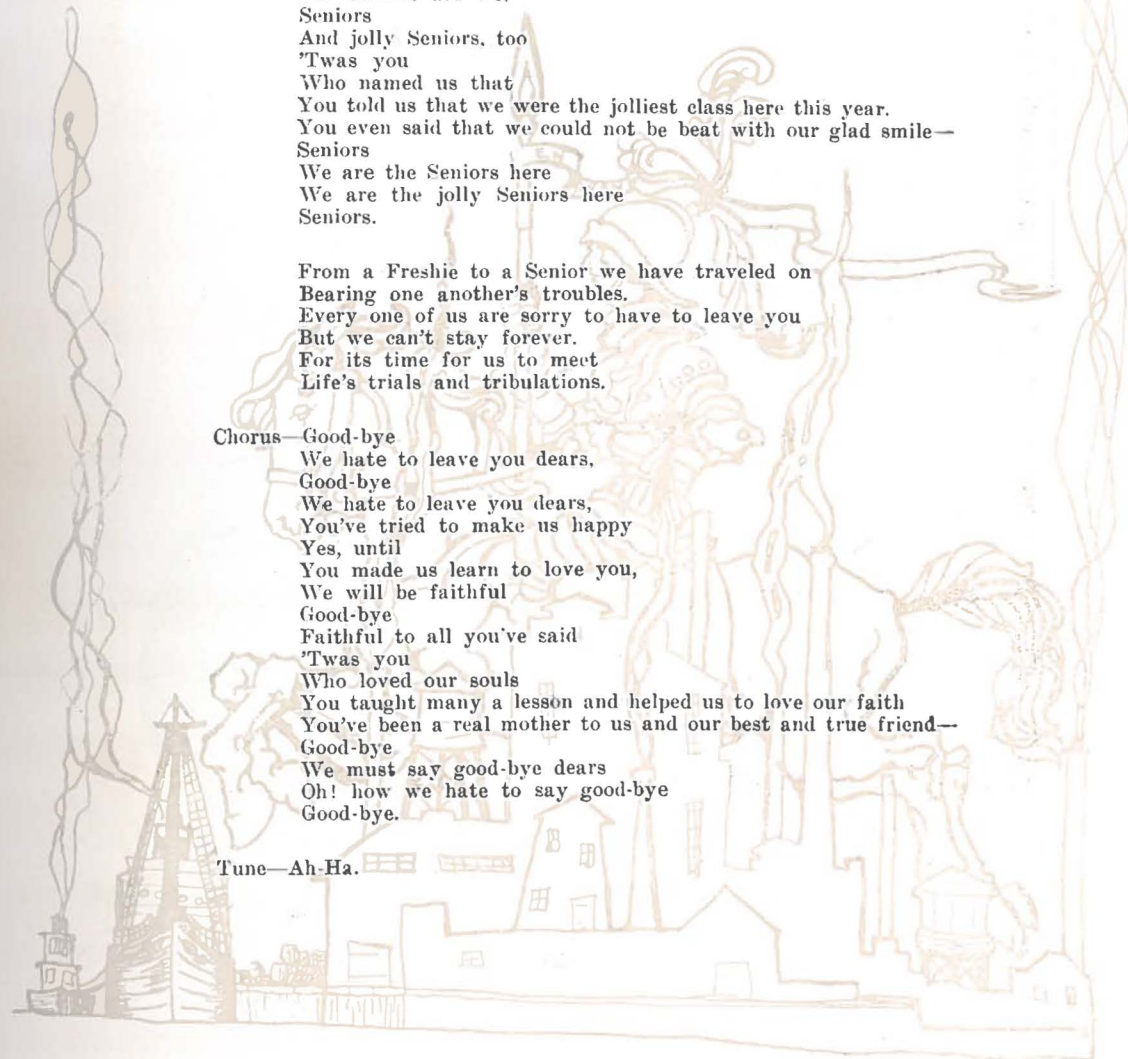 Seniors
And jolly Seniors, too
'Twas you
Who named us that
You told us that we were the jolliest class here this year.
You even said that we could not be beat with our glad smile—
Seniors
We are the Seniors here
We are the jolly Seniors here
Seniors.
From a Freshie to a Senior we have traveled on
Bearing one another's troubles.
Every one of us are sorry to have to leave you
But we can't stay forever.
For its time for us to meet
Life's trials and tribulations.
Chorus—Good-bye
We hate to leave you dears,
Good-bye
We hate to leave you dears,
You've tried to make us happy
Yes, until
You made us learn to love you,
We will be faithful
Good-bye
Faithful to all you've said
'Twas you
Who loved our souls
You taught many a lesson and helped us to love our faith
You've been a real mother to us and our best and true friend—
Good-bye
We must say good-bye dears
Oh! how we hate to say good-bye
Good-bye.
Tune—Ah-Ha.